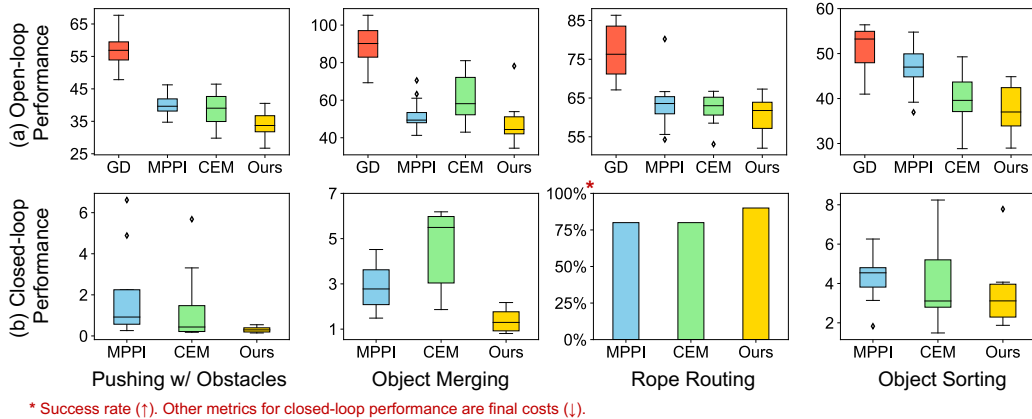 (a) Open-loop
Performance
65
55
45
35
25
GD MPPI CEM Ours
100
80
60
40
GD MPPI CEM Ours
85
75
65
55
GD MPPI CEM Ours
60
50
40
30
GD MPPI CEM Ours
(b) Closed-loop
Performance
6
4
2
0
MPPI CEM Ours
Pushing w/ Obstacles
7
5
3
1
MPPI CEM Ours
Object Merging
*
100%
75%
50%
25%
0%
MPPI CEM Ours
Rope Routing
8
6
4
2
MPPI CEM Ours
Object Sorting
* Success rate (↑). Other metrics for closed-loop performance are final costs (↓).